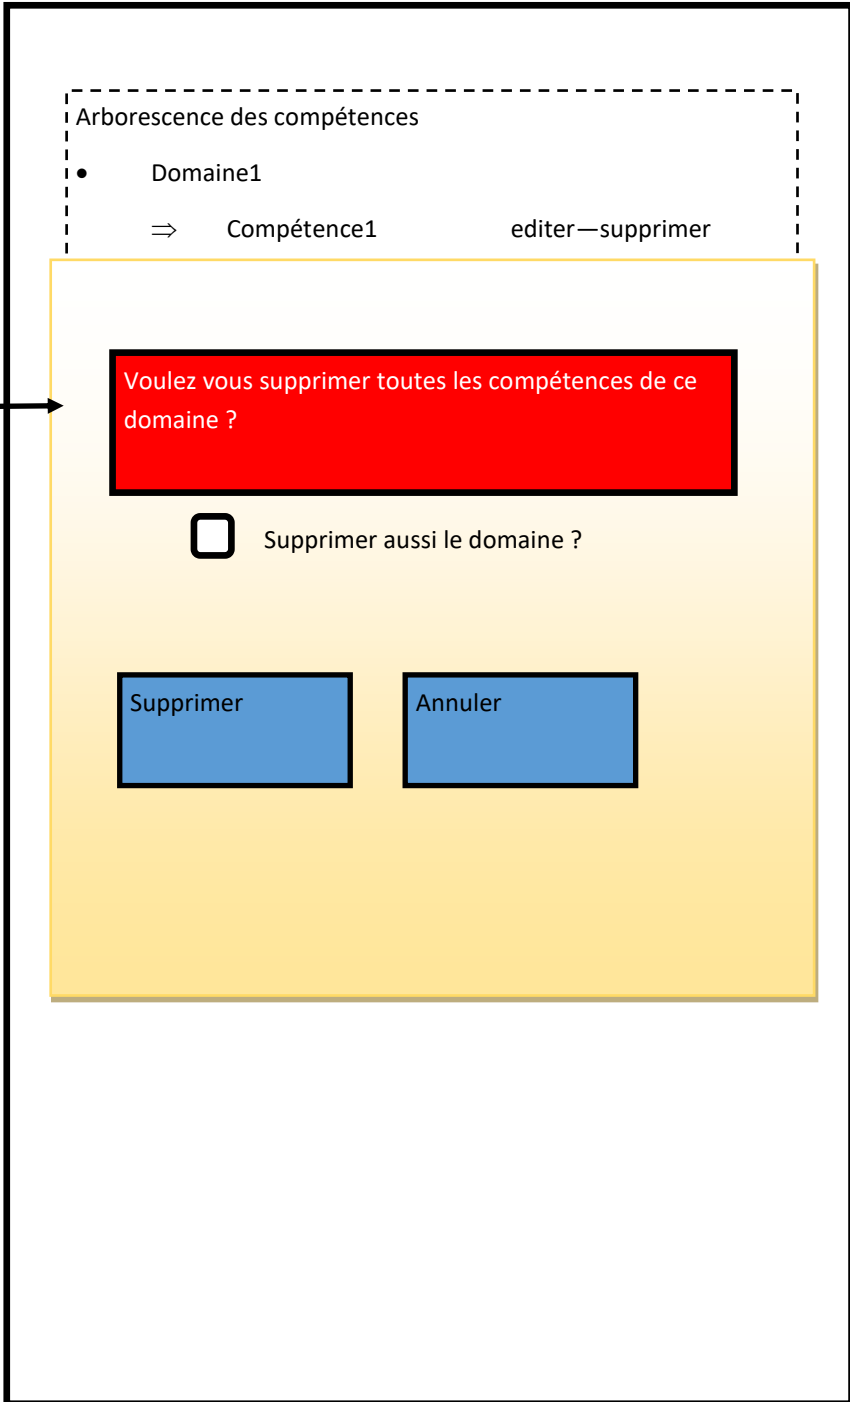 Arborescence des compétences
• Domaine1
⇒ Compétence1 editer—supprimer
Voulez vous supprimer toutes les compétences de ce
domaine ?
Supprimer aussi le domaine ?
Supprimer Annuler